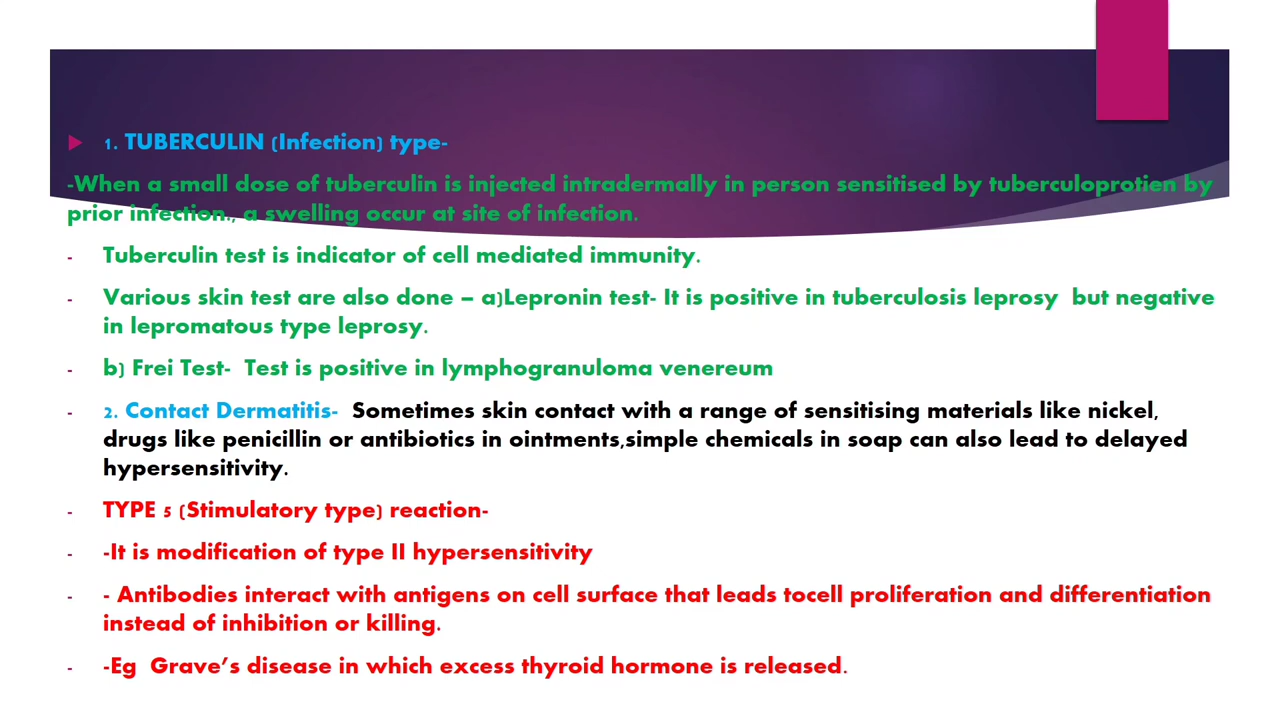 1. TUBERCULIN (Infection) type-
-When a small dose of tuberculin is injected intradermally in person sensitised by tuberculoprotien by
prior infection., a swelling occur at site of infection.
- Tuberculin test is indicator of cell mediated immunity.
- Various skin test are also done – a)Lepronin test- It is positive in tuberculosis leprosy but negative
in lepromatous type leprosy.
- b) Frei Test- Test is positive in lymphogranuloma venereum
- 2. Contact Dermatitis- Sometimes skin contact with a range of sensitising materials like nickel,
drugs like penicillin or antibiotics in ointments,simple chemicals in soap can also lead to delayed
hypersensitivity.
- TYPE 5 (Stimulatory type) reaction-
- -It is modification of type II hypersensitivity
- - Antibodies interact with antigens on cell surface that leads tocell proliferation and differentiation
instead of inhibition or killing.
- -Eg Grave's disease in which excess thyroid hormone is released.